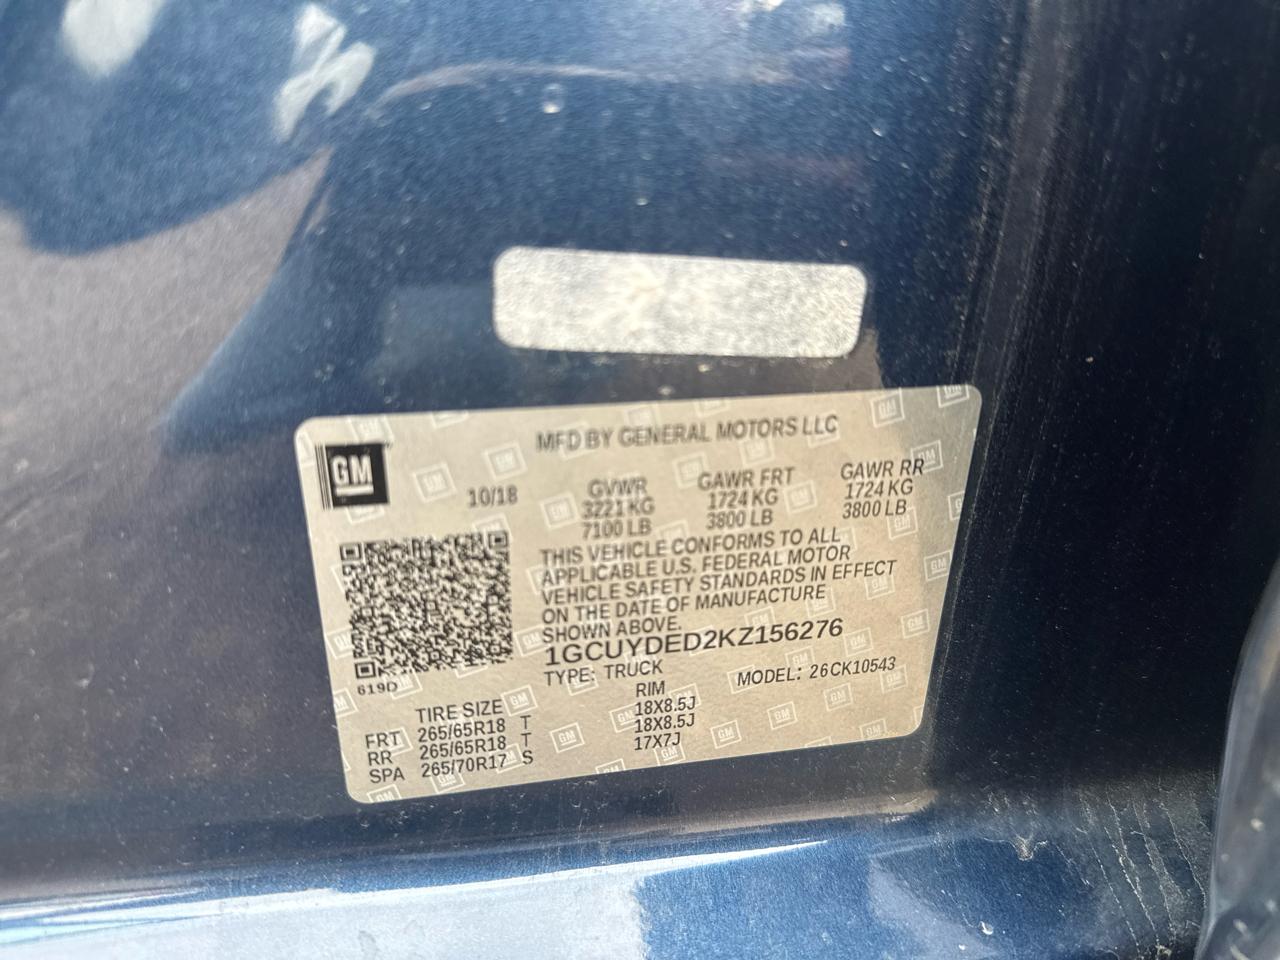 MFD BY GENERAL MOTORS LLC
GM
10/18
GVWR GAWR FRT GAWR RR
3221 KG 1724 KG 1724 KG
7100 LB 3800 LB 3800 LB
THIS VEHICLE CONFORMS TO ALL
APPLICABLE U.S. FEDERAL MOTOR
VEHICLE SAFETY STANDARDS IN EFFECT
ON THE DATE OF MANUFACTURE
SHOWN ABOVE.
1GCUYDED2KZ156276
TYPE: TRUCK MODEL: 26CK10543
619D
TIRE SIZE RIM
FRT 265/65R18 T 18X8.5J
RR 265/65R18 T 18X8.5J
SPA 265/70R17 S 17X7J